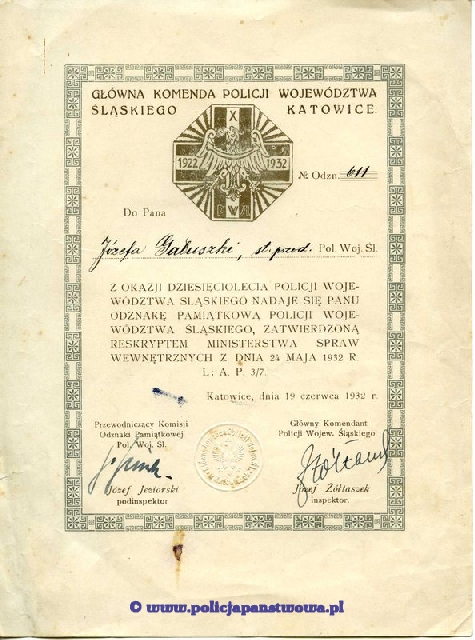 GŁÓWNA KOMENDA POLICJI WOJEWÓDZTWA
ŚLĄSKIEGO KATOWICE.
X
1922 1932
№ Odzn. 611
Do Pana
Józefa Gałuszki, st. przod. Pol. Woj. Śl.
Z OKAZJI DZIESIĘCIOLECIA POLICJI WOJE-
WÓDZTWA ŚLĄSKIEGO NADAJE SIĘ PANU
ODZNAKĘ PAMIĄTKOWĄ POLICJI WOJE-
WÓDZTWA ŚLĄSKIEGO, ZATWIERDZONĄ
RESKRYPTEM MINISTERSTWA SPRAW
WEWNĘTRZNYCH Z DNIA 24 MAJA 1932 R.
L: A. P. 3/7.
Katowice, dnia 19 czerwca 1932 r.
Przewodniczący Komisji
Odznaki Pamiątkowej
Pol. Woj. Śl.
Józef Jeziorski
podinspektor
Główny Komendant
Policji Wojew. Śląskiego
Józef Żółtaszek
inspektor.
© www.policjapanstwowa.pl